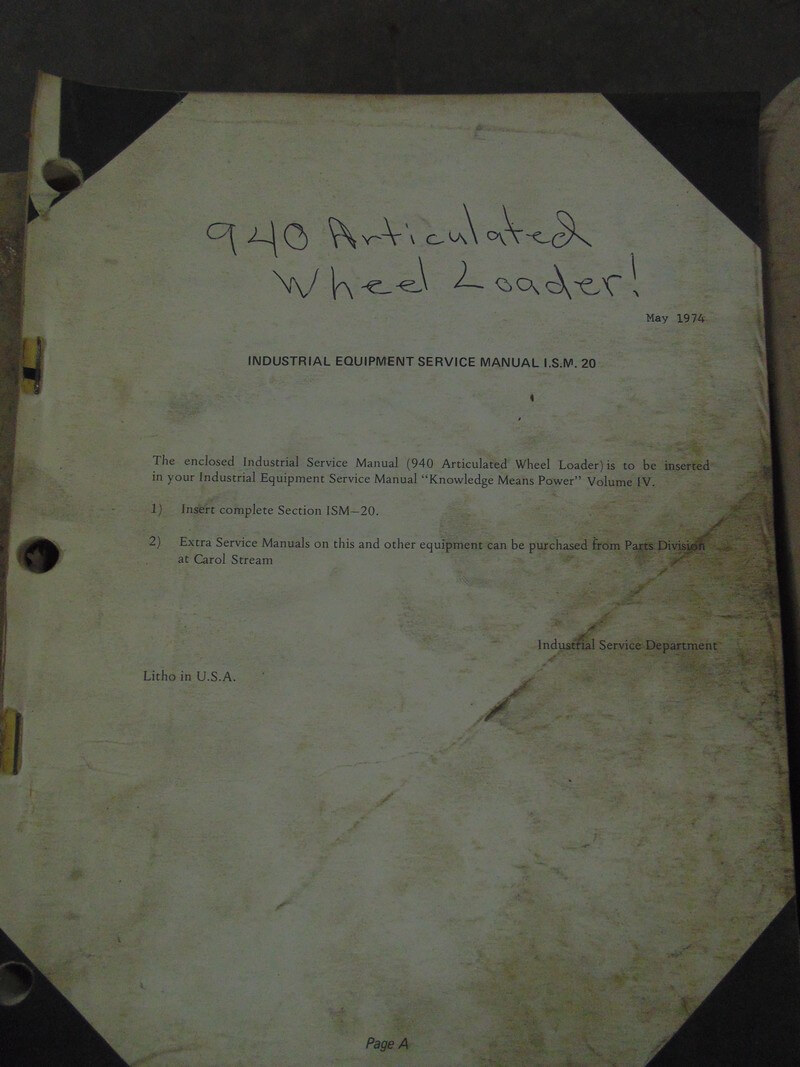 940 Articulated
Wheel Loader!
May 1974
INDUSTRIAL EQUIPMENT SERVICE MANUAL I.S.M. 20
The enclosed Industrial Service Manual (940 Articulated Wheel Loader) is to be inserted
in your Industrial Equipment Service Manual “Knowledge Means Power” Volume IV.
1) Insert complete Section ISM–20.
2) Extra Service Manuals on this and other equipment can be purchased from Parts Division
at Carol Stream
Industrial Service Department
Litho in U.S.A.
Page A